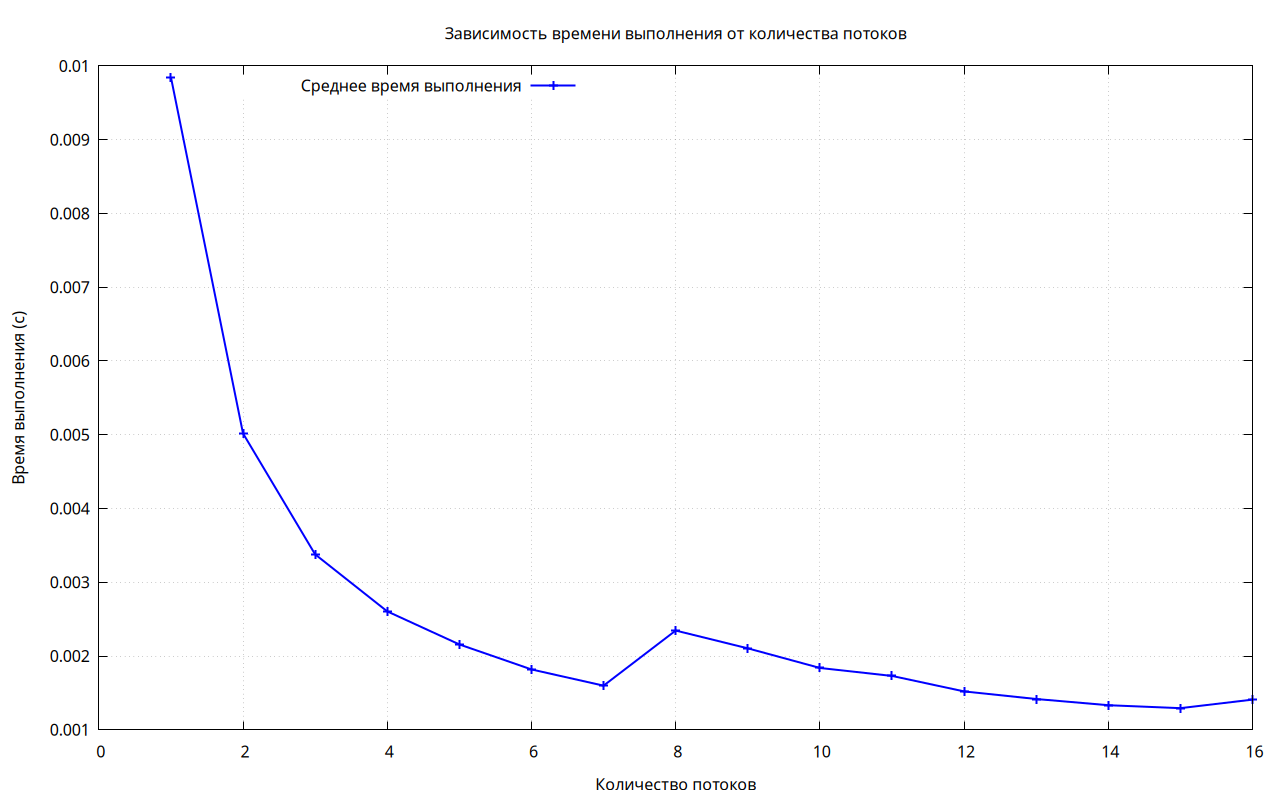 Зависимость времени выполнения от количества потоков
Среднее время выполнения
0.01
0.009
0.008
0.007
0.006
0.005
0.004
0.003
0.002
0.001
Время выполнения (с)
0 2 4 6 8 10 12 14 16
Количество потоков